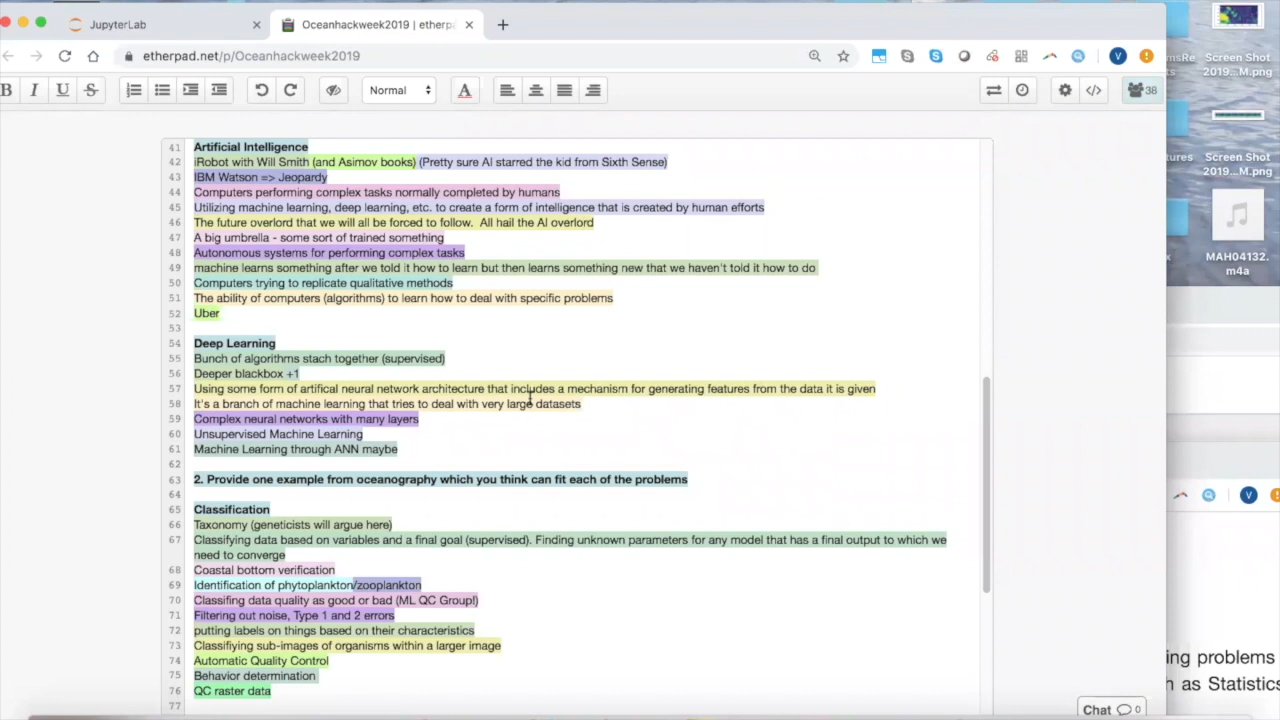 JupyterLab
Oceanhackweek2019 | etherp
etherpad.net/p/Oceanhackweek2019
V
B I U S
Normal
A
38
41 Artificial Intelligence
42 iRobot with Will Smith (and Asimov books) (Pretty sure AI starred the kid from Sixth Sense)
43 IBM Watson => Jeopardy
44 Computers performing complex tasks normally completed by humans
45 Utilizing machine learning, deep learning, etc. to create a form of intelligence that is created by human efforts
46 The future overlord that we will all be forced to follow.  All hail the AI overlord
47 A big umbrella - some sort of trained something
48 Autonomous systems for performing complex tasks
49 machine learns something after we told it how to learn but then learns something new that we haven't told it how to do
50 Computers trying to replicate qualitative methods
51 The ability of computers (algorithms) to learn how to deal with specific problems
52 Uber
53
54 Deep Learning
55 Bunch of algorithms stach together (supervised)
56 Deeper blackbox +1
57 Using some form of artifical neural network architecture that includes a mechanism for generating features from the data it is given
58 It's a branch of machine learning that tries to deal with very large datasets
59 Complex neural networks with many layers
60 Unsupervised Machine Learning
61 Machine Learning through ANN maybe
62
63 2. Provide one example from oceanography which you think can fit each of the problems
64
65 Classification
66 Taxonomy (geneticists will argue here)
67 Classifying data based on variables and a final goal (supervised). Finding unknown parameters for any model that has a final output to which we
need to converge
68 Coastal bottom verification
69 Identification of phytoplankton/zooplankton
70 Classifing data quality as good or bad (ML QC Group!)
71 Filtering out noise, Type 1 and 2 errors
72 putting labels on things based on their characteristics
73 Classifiying sub-images of organisms within a larger image
74 Automatic Quality Control
75 Behavior determination
76 QC raster data
77
Chat 0
Screen Shot
2019...M.png
Screen Shot
2019...M.png
MAH04132.
m4a
V
ing problems
h as Statistics